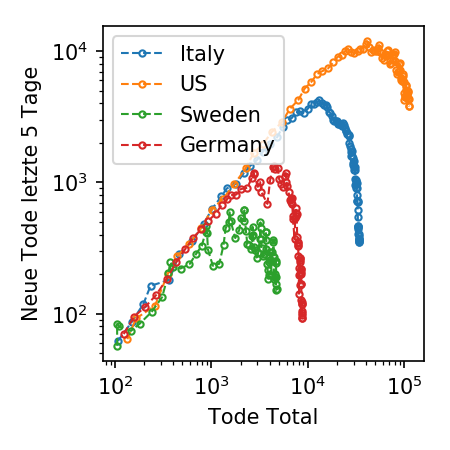 Italy
US
Sweden
Germany
Neue Tode letzte 5 Tage
10⁴
10³
10²
10² 10³ 10⁴ 10⁵
Tode Total